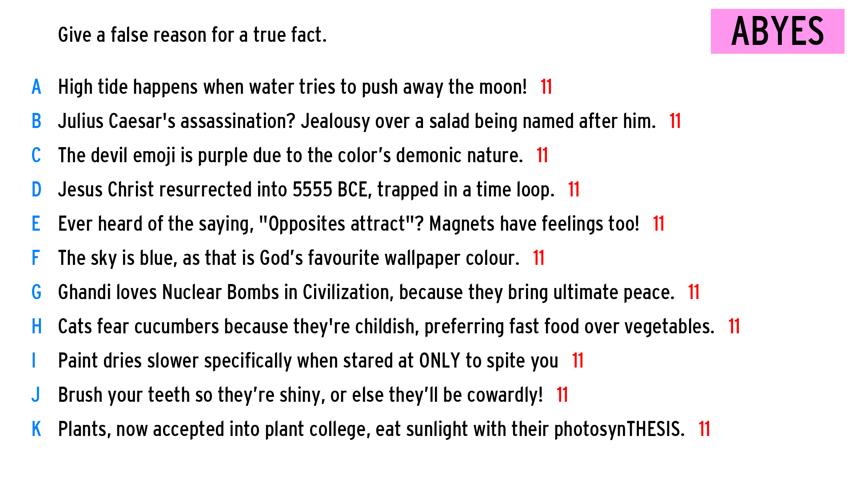 Give a false reason for a true fact.
ABYES
A High tide happens when water tries to push away the moon! 11
B Julius Caesar's assassination? Jealousy over a salad being named after him. 11
C The devil emoji is purple due to the color’s demonic nature. 11
D Jesus Christ resurrected into 5555 BCE, trapped in a time loop. 11
E Ever heard of the saying, "Opposites attract"? Magnets have feelings too! 11
F The sky is blue, as that is God’s favourite wallpaper colour. 11
G Ghandi loves Nuclear Bombs in Civilization, because they bring ultimate peace. 11
H Cats fear cucumbers because they're childish, preferring fast food over vegetables. 11
I Paint dries slower specifically when stared at ONLY to spite you 11
J Brush your teeth so they’re shiny, or else they’ll be cowardly! 11
K Plants, now accepted into plant college, eat sunlight with their photosynTHESIS. 11